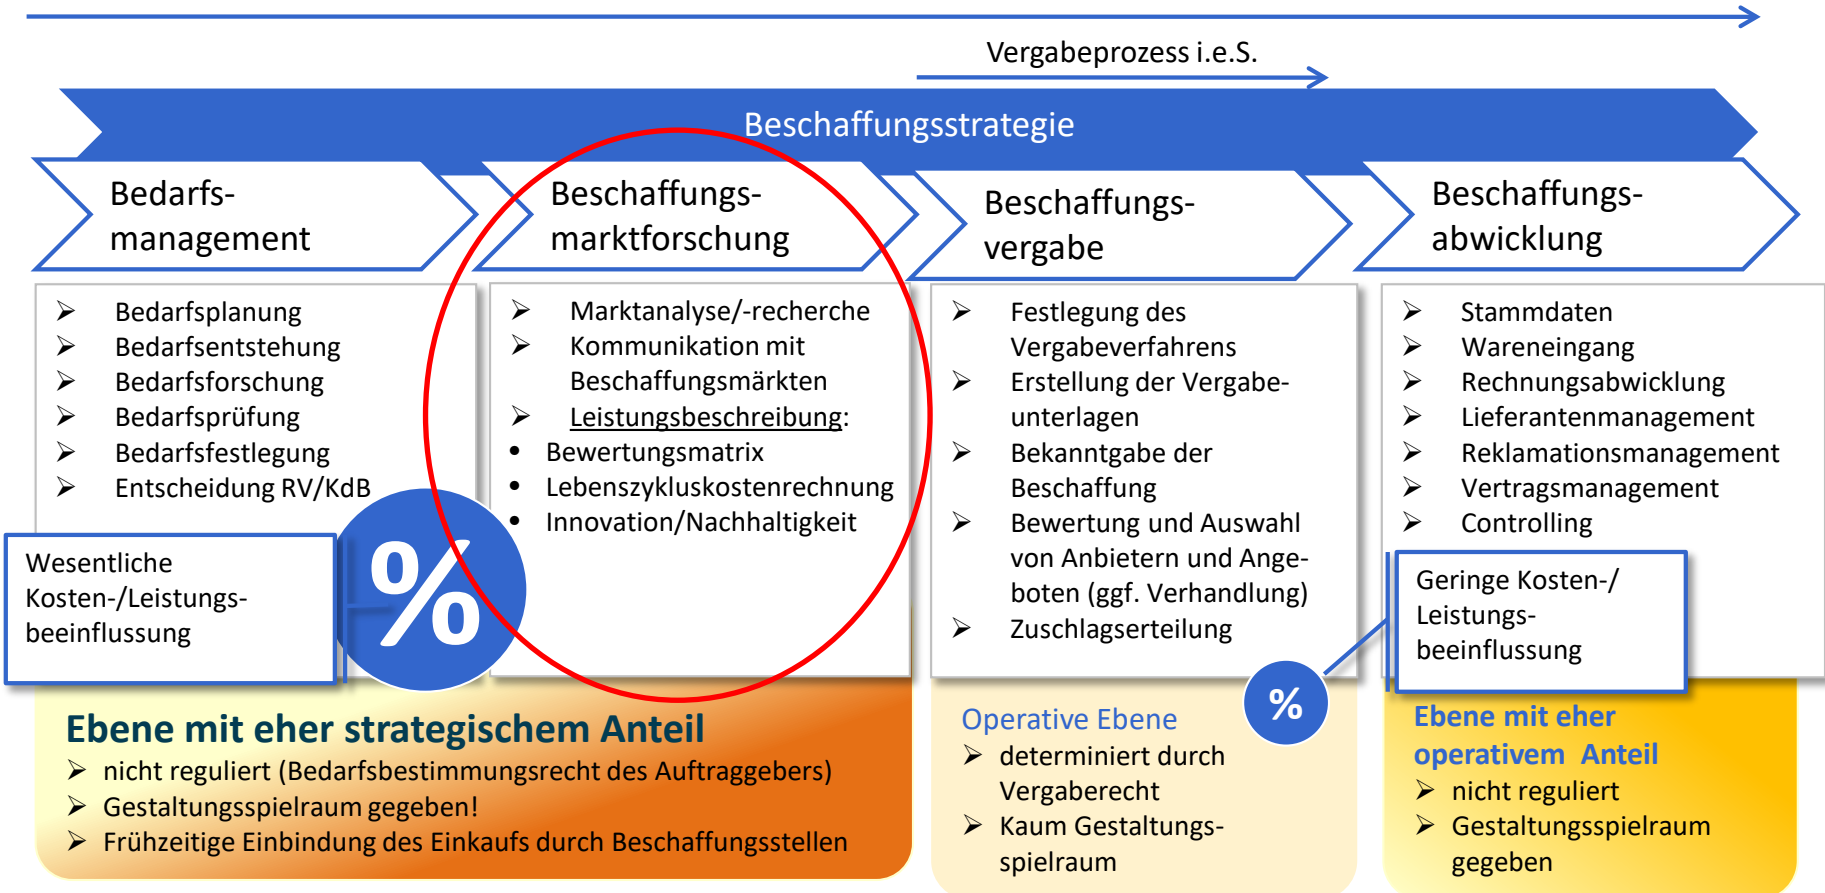 Vergabeprozess i.e.S.
Beschaffungsstrategie
Bedarfs-
management
Beschaffungs-
marktforschung
Beschaffungs-
vergabe
Beschaffungs-
abwicklung
➢ Bedarfsplanung
➢ Bedarfsentstehung
➢ Bedarfsforschung
➢ Bedarfsprüfung
➢ Bedarfsfestlegung
➢ Entscheidung RV/KdB
➢ Marktanalyse/-recherche
➢ Kommunikation mit
Beschaffungsmärkten
➢ Leistungsbeschreibung:
• Bewertungsmatrix
• Lebenszykluskostenrechnung
• Innovation/Nachhaltigkeit
➢ Festlegung des
Vergabeverfahrens
➢ Erstellung der Vergabe-
unterlagen
➢ Bekanntgabe der
Beschaffung
➢ Bewertung und Auswahl
von Anbietern und Ange-
boten (ggf. Verhandlung)
➢ Zuschlagserteilung
➢ Stammdaten
➢ Wareneingang
➢ Rechnungsabwicklung
➢ Lieferantenmanagement
➢ Reklamationsmanagement
➢ Vertragsmanagement
➢ Controlling
Wesentliche
Kosten-/Leistungs-
beeinflussung
%
Geringe Kosten-/
Leistungs-
beeinflussung
%
Ebene mit eher strategischem Anteil
➢ nicht reguliert (Bedarfsbestimmungsrecht des Auftraggebers)
➢ Gestaltungsspielraum gegeben!
➢ Frühzeitige Einbindung des Einkaufs durch Beschaffungsstellen
Operative Ebene
➢ determiniert durch
Vergaberecht
➢ Kaum Gestaltungs-
spielraum
Ebene mit eher
operativem Anteil
➢ nicht reguliert
➢ Gestaltungsspielraum
gegeben